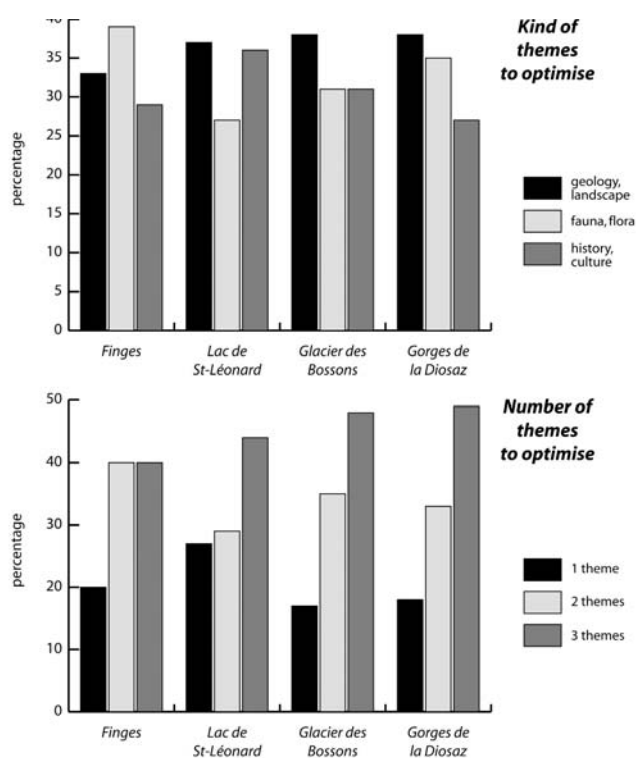 40
35
30
25
20
15
10
5
0
percentage
Finges
Lac de
St-Léonard
Glacier des
Bossons
Gorges de
la Diosaz
Kind of
themes
to optimise
geology,
landscape
fauna, flora
history,
culture
50
40
30
20
10
0
percentage
Finges
Lac de
St-Léonard
Glacier des
Bossons
Gorges de
la Diosaz
Number of
themes
to optimise
1 theme
2 themes
3 themes